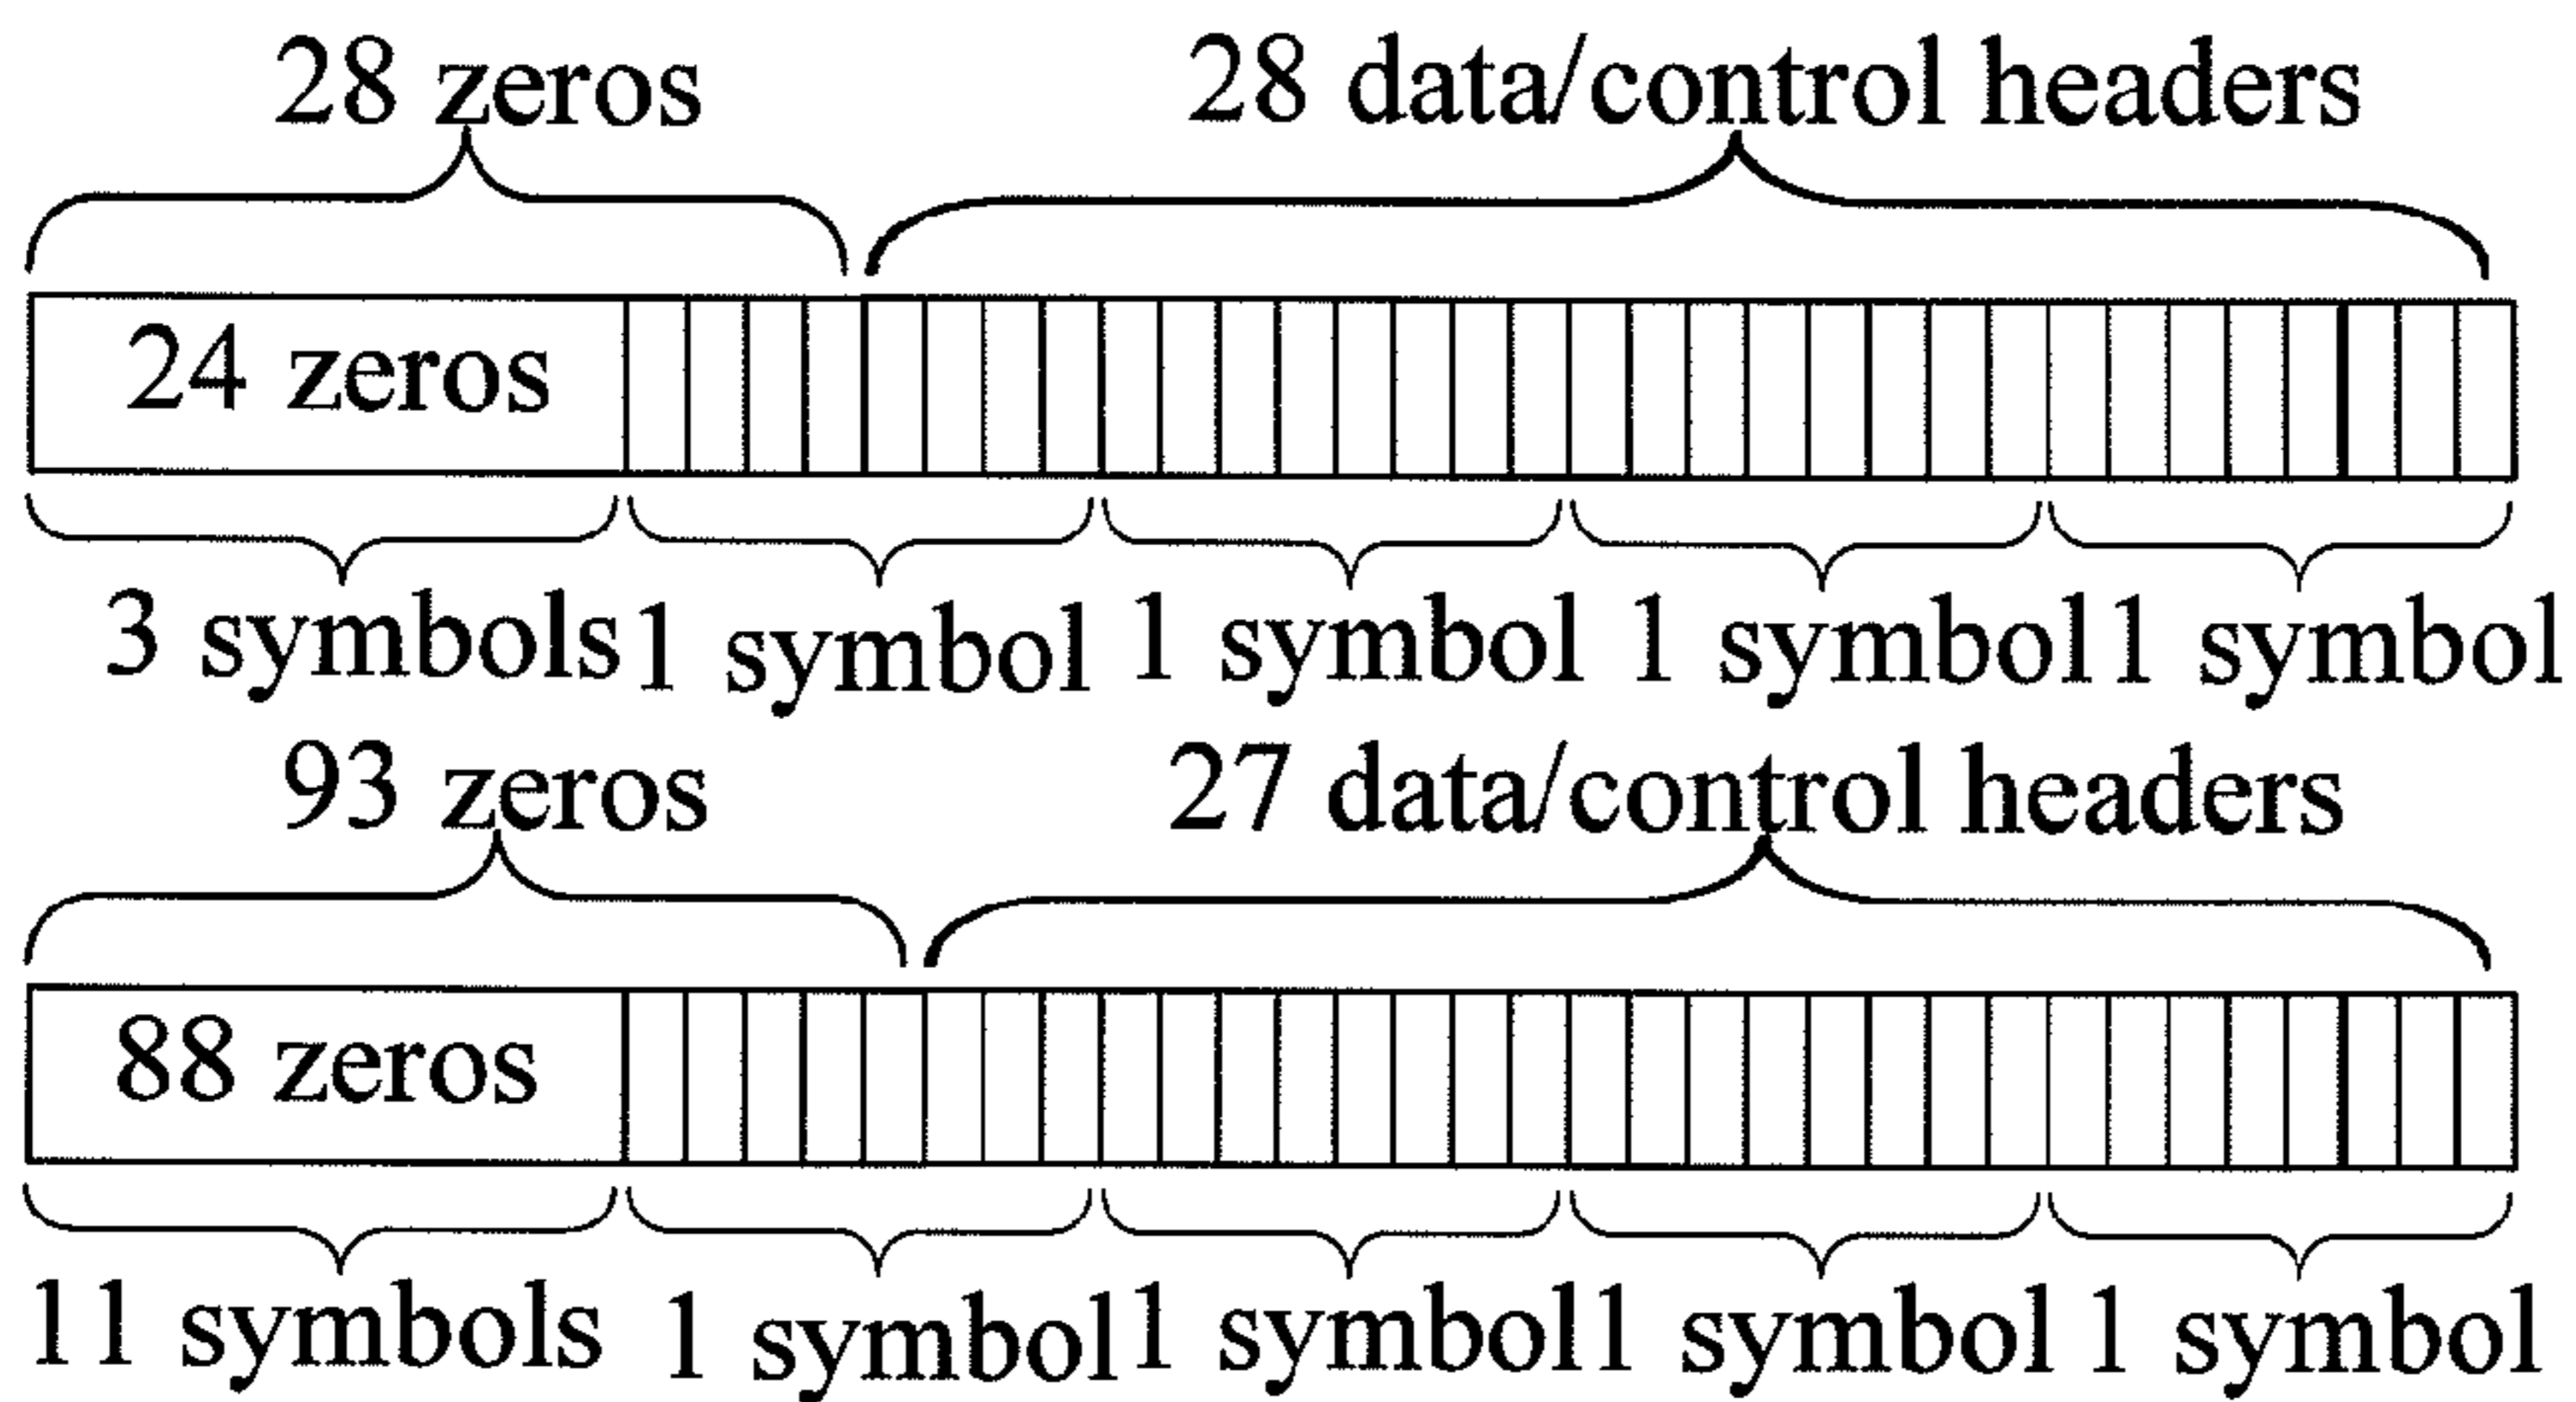 28 zeros 28 data/control headers
24 zeros
3 symbols 1 symbol 1 symbol 1 symbol 1 symbol
93 zeros 27 data/control headers
88 zeros
11 symbols 1 symbol 1 symbol 1 symbol 1 symbol